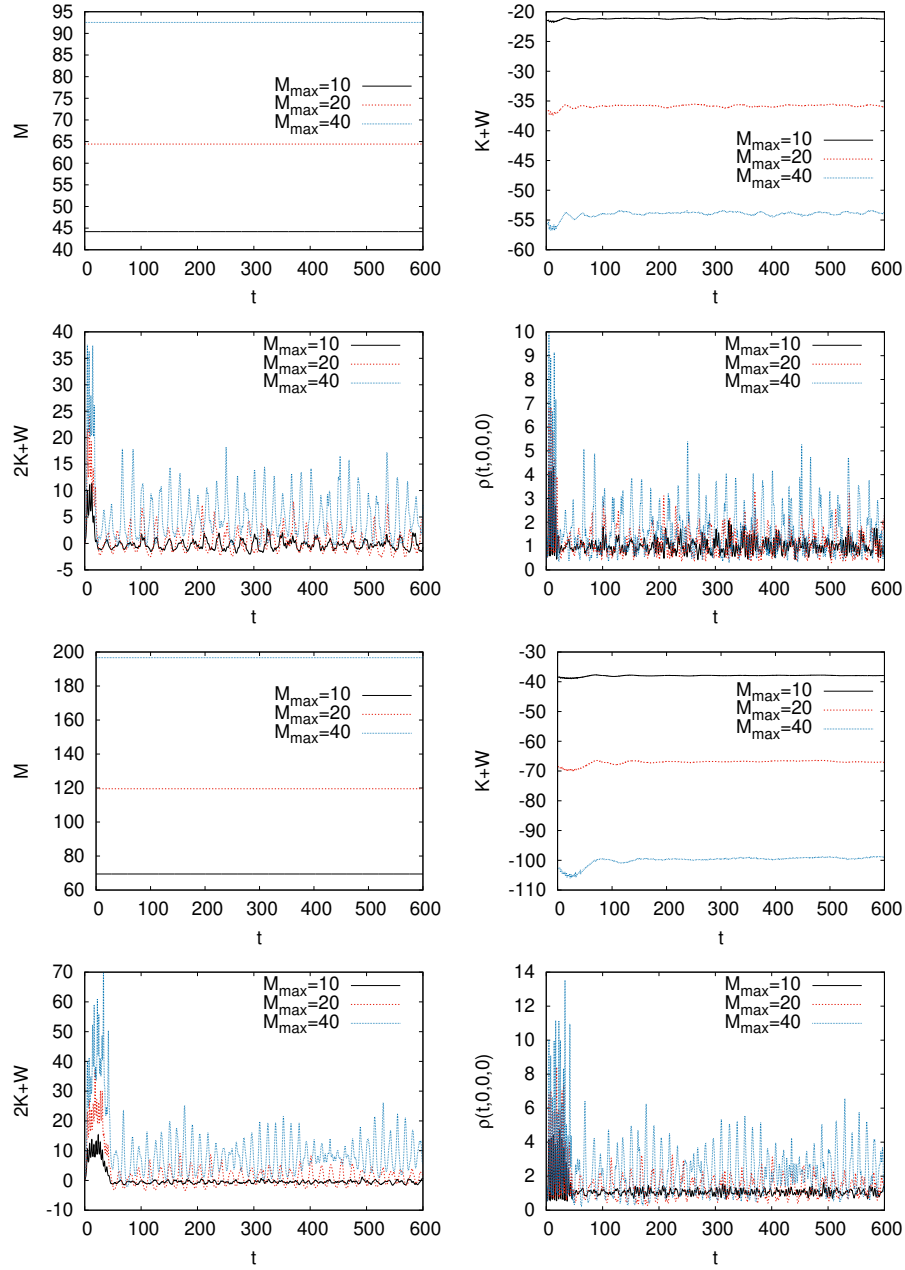 95
90
85
80
75
70
65
60
55
50
45
40
M
M_max=10
M_max=20
M_max=40
0 100 200 300 400 500 600
t
-20
-25
-30
-35
-40
-45
-50
-55
-60
K+W
M_max=10
M_max=20
M_max=40
0 100 200 300 400 500 600
t
40
35
30
25
20
15
10
5
0
-5
2K+W
M_max=10
M_max=20
M_max=40
0 100 200 300 400 500 600
t
10
9
8
7
6
5
4
3
2
1
0
ρ(t,0,0,0)
M_max=10
M_max=20
M_max=40
0 100 200 300 400 500 600
t
200
180
160
140
120
100
80
60
M
M_max=10
M_max=20
M_max=40
0 100 200 300 400 500 600
t
-30
-40
-50
-60
-70
-80
-90
-100
-110
K+W
M_max=10
M_max=20
M_max=40
0 100 200 300 400 500 600
t
70
60
50
40
30
20
10
0
-10
2K+W
M_max=10
M_max=20
M_max=40
0 100 200 300 400 500 600
t
14
12
10
8
6
4
2
0
ρ(t,0,0,0)
M_max=10
M_max=20
M_max=40
0 100 200 300 400 500 600
t